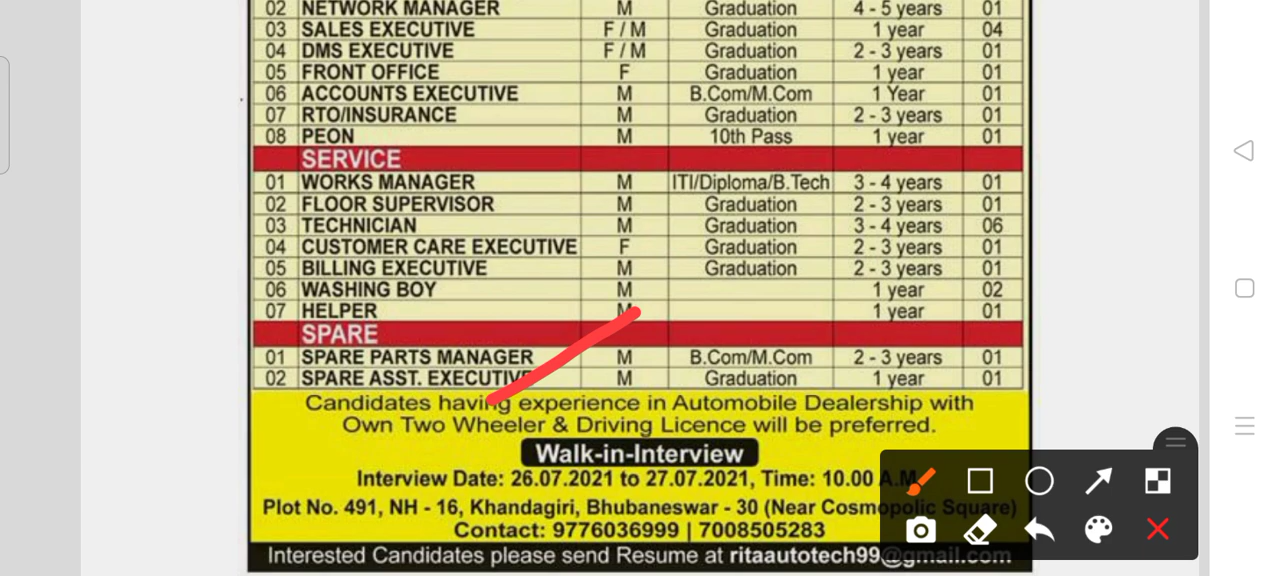 02 NETWORK MANAGER M Graduation 4 - 5 years 01
03 SALES EXECUTIVE F / M Graduation 1 year 04
04 DMS EXECUTIVE F / M Graduation 2 - 3 years 01
05 FRONT OFFICE F Graduation 1 year 01
06 ACCOUNTS EXECUTIVE M B.Com/M.Com 1 Year 01
07 RTO/INSURANCE M Graduation 2 - 3 years 01
08 PEON M 10th Pass 1 year 01
SERVICE
01 WORKS MANAGER M ITI/Diploma/B.Tech 3 - 4 years 01
02 FLOOR SUPERVISOR M Graduation 2 - 3 years 01
03 TECHNICIAN M Graduation 3 - 4 years 06
04 CUSTOMER CARE EXECUTIVE F Graduation 2 - 3 years 01
05 BILLING EXECUTIVE M Graduation 2 - 3 years 01
06 WASHING BOY M 1 year 02
07 HELPER M 1 year 01
SPARE
01 SPARE PARTS MANAGER M B.Com/M.Com 2 - 3 years 01
02 SPARE ASST. EXECUTIVE M Graduation 1 year 01
Candidates having experience in Automobile Dealership with
Own Two Wheeler & Driving Licence will be preferred.
Walk-in-Interview
Interview Date: 26.07.2021 to 27.07.2021, Time: 10.00 A.M.
Plot No. 491, NH - 16, Khandagiri, Bhubaneswar - 30 (Near Cosmopolic Square)
Contact: 9776036999 | 7008505283
Interested Candidates please send Resume at ritaautotech99@gmail.com